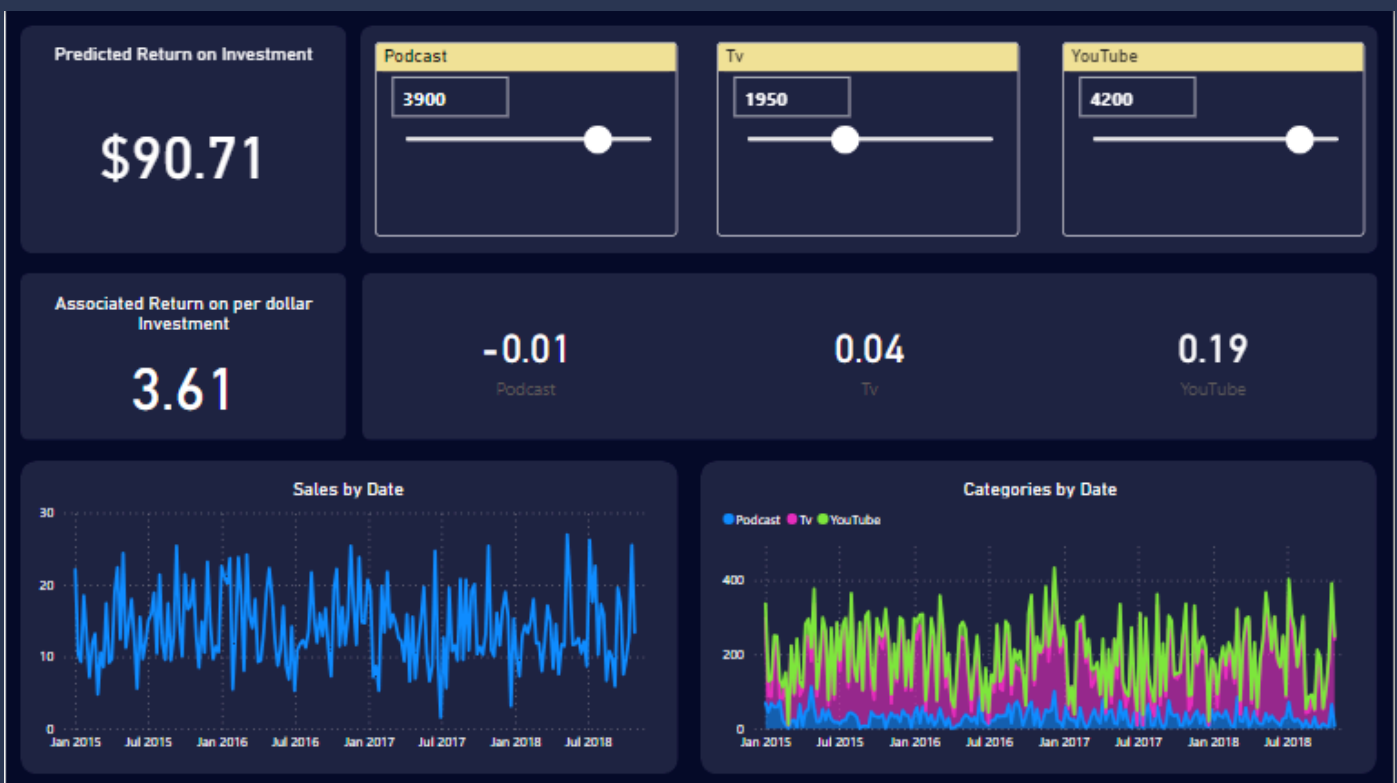 Predicted Return on Investment
$90.71
Podcast
3900
Tv
1950
YouTube
4200
Associated Return on per dollar
Investment
3.61
-0.01
Podcast
0.04
Tv
0.19
YouTube
Sales by Date
30
20
10
0
Jan 2015 Jul 2015 Jan 2016 Jul 2016 Jan 2017 Jul 2017 Jan 2018 Jul 2018
Categories by Date
Podcast Tv YouTube
400
200
0
Jan 2015 Jul 2015 Jan 2016 Jul 2016 Jan 2017 Jul 2017 Jan 2018 Jul 2018